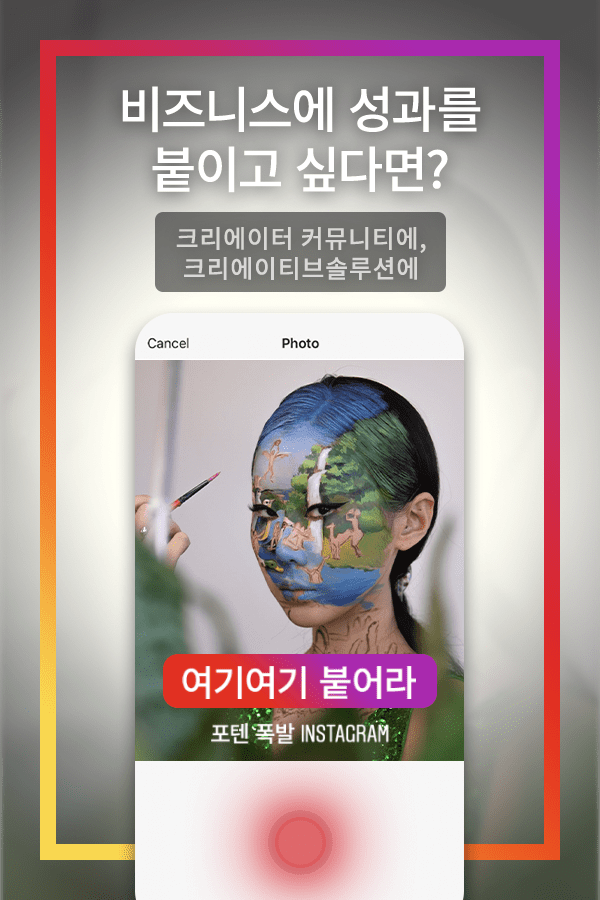 비즈니스에 성과를
붙이고 싶다면?
크리에이터 커뮤니티에,
크리에이티브솔루션에
Cancel Photo
여기여기 붙어라
포텐 폭발 INSTAGRAM